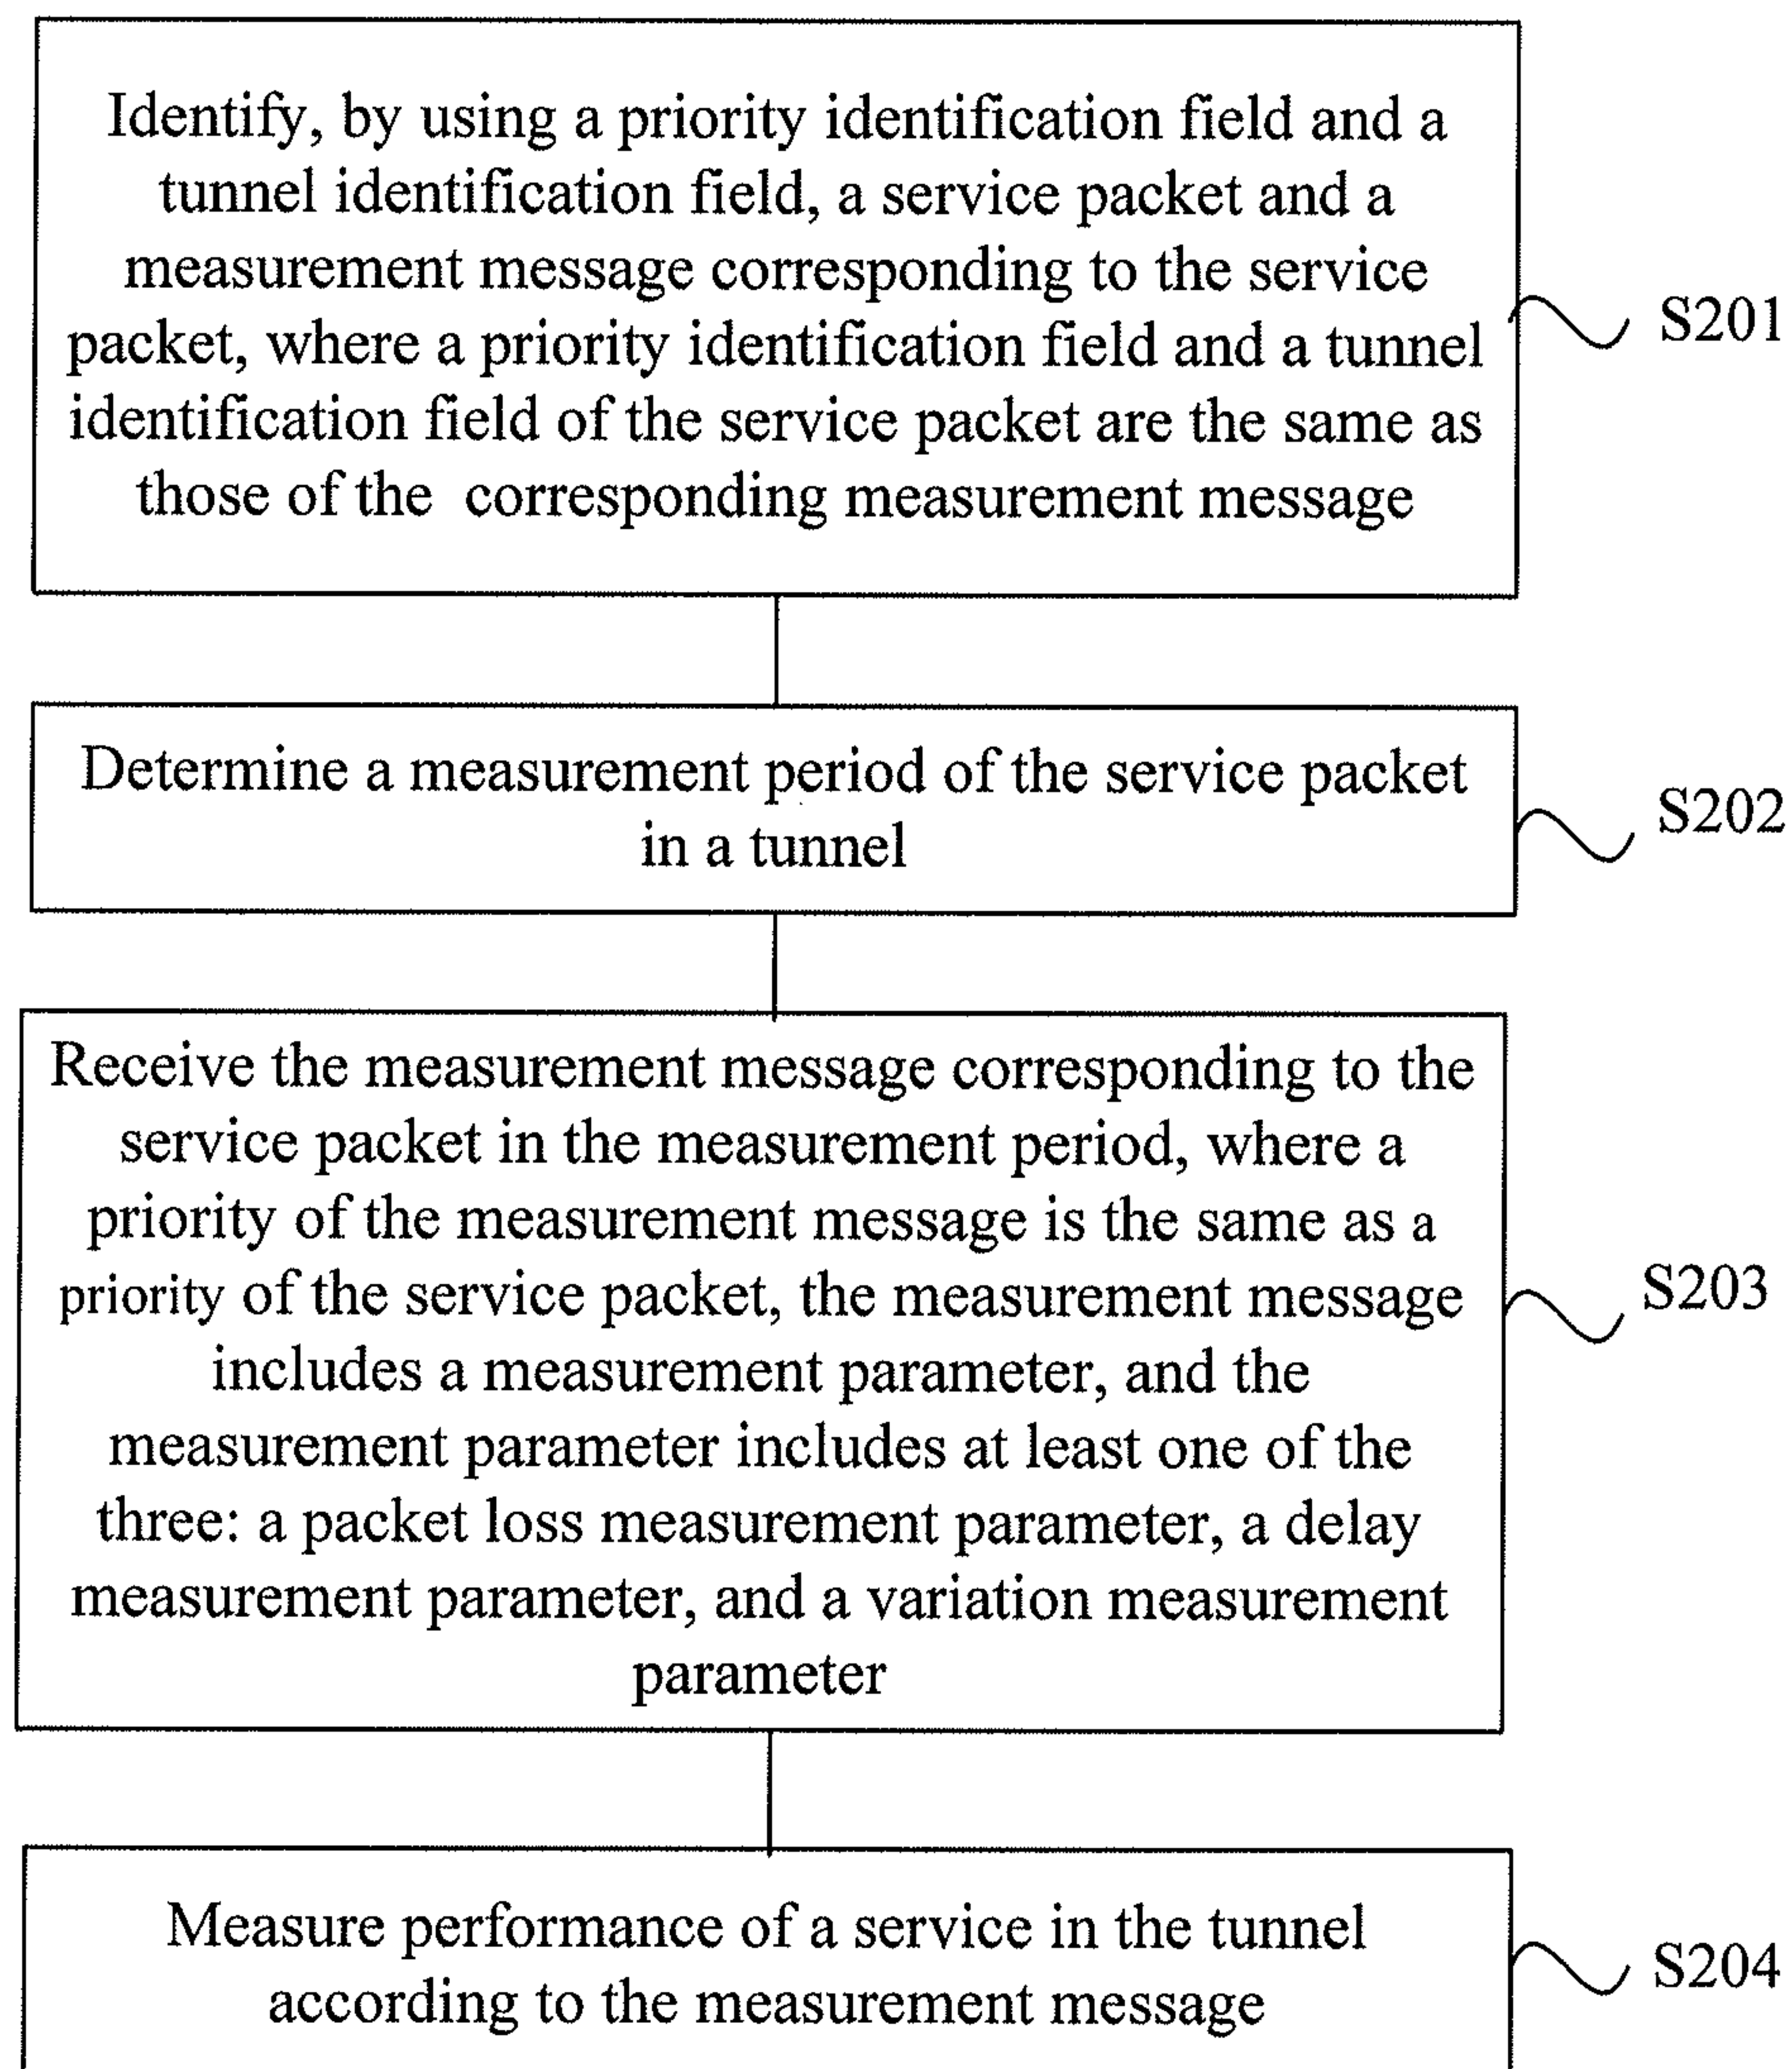 Identify, by using a priority identification field and a
tunnel identification field, a service packet and a
measurement message corresponding to the service
packet, where a priority identification field and a tunnel
identification field of the service packet are the same as
those of the corresponding measurement message
S201
Determine a measurement period of the service packet
in a tunnel
S202
Receive the measurement message corresponding to the
service packet in the measurement period, where a
priority of the measurement message is the same as a
priority of the service packet, the measurement message
includes a measurement parameter, and the
measurement parameter includes at least one of the
three: a packet loss measurement parameter, a delay
measurement parameter, and a variation measurement
parameter
S203
Measure performance of a service in the tunnel
according to the measurement message
S204